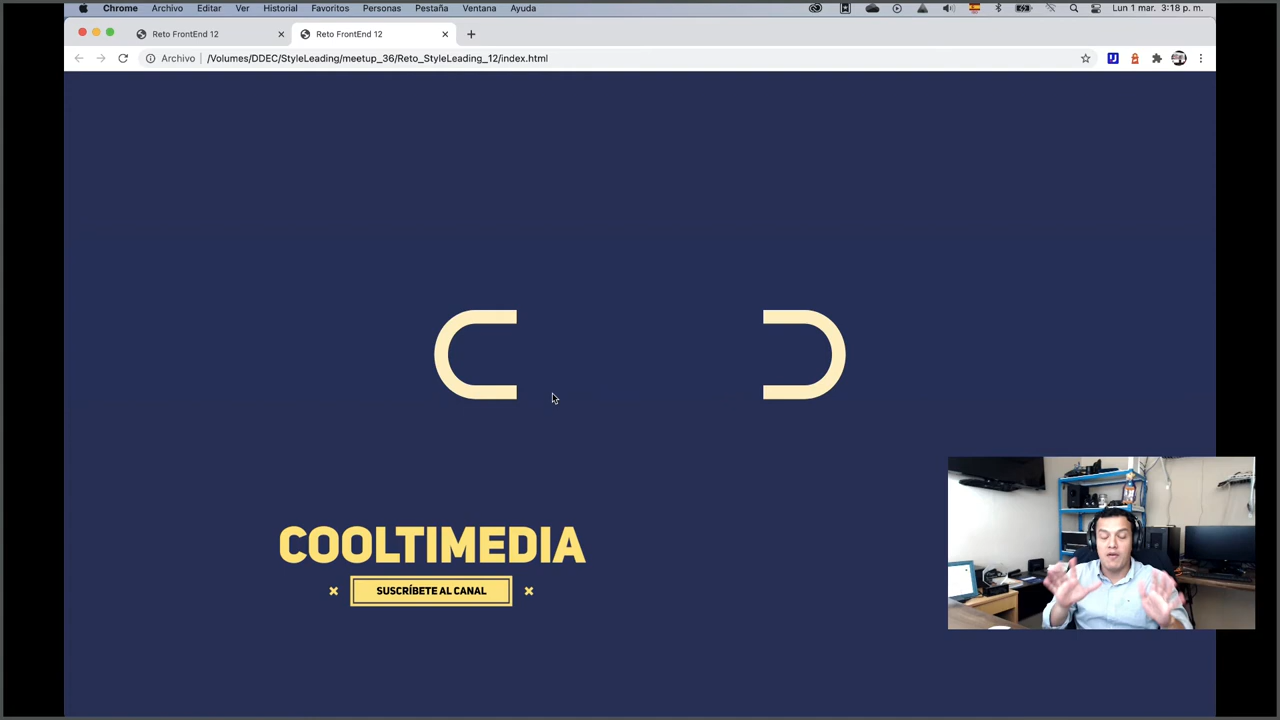 Chrome Archivo Editar Ver Historial Favoritos Personas Pestaña Ventana Ayuda Lun 1 mar. 3:18 p. m.
Reto FrontEnd 12 Reto FrontEnd 12
Archivo /Volumes/DDEC/StyleLeading/meetup_36/Reto_StyleLeading_12/index.html
COOLTIMEDIA
SUSCRÍBETE AL CANAL